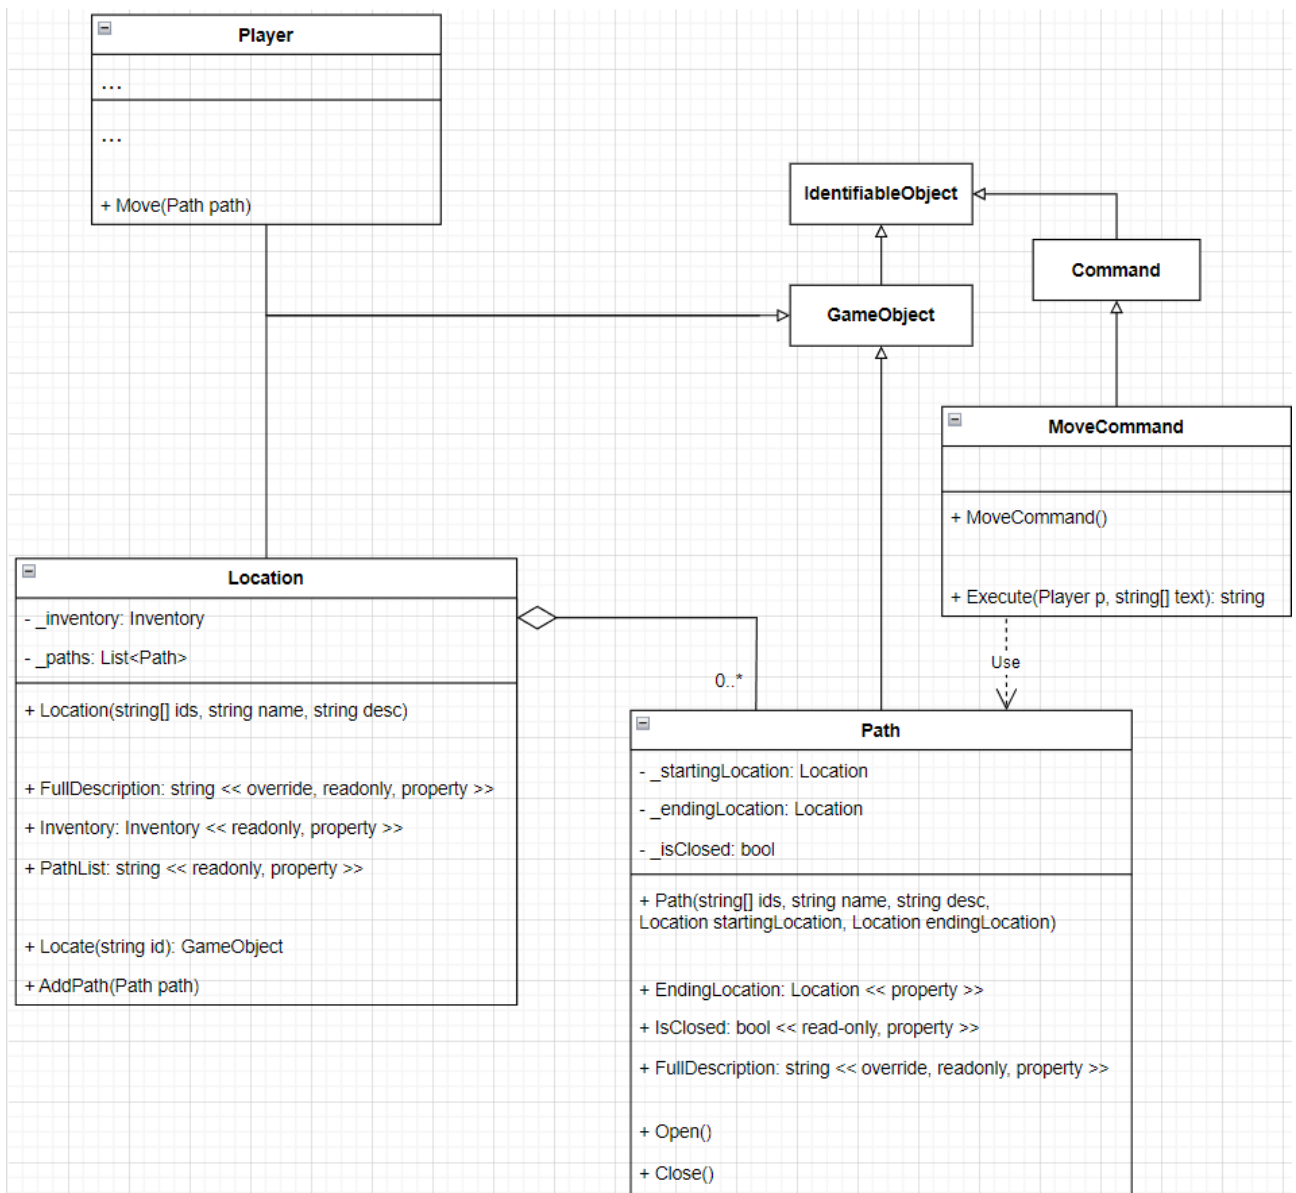 Player
...
...
+ Move(Path path)
IdentifiableObject
Command
GameObject
MoveCommand
+ MoveCommand()
+ Execute(Player p, string[] text): string
Use
Location
- _inventory: Inventory
- _paths: List<Path>
+ Location(string[] ids, string name, string desc)
+ FullDescription: string << override, readonly, property >>
+ Inventory: Inventory << readonly, property >>
+ PathList: string << readonly, property >>
+ Locate(string id): GameObject
+ AddPath(Path path)
0..*
Path
- _startingLocation: Location
- _endingLocation: Location
- _isClosed: bool
+ Path(string[] ids, string name, string desc,
Location startingLocation, Location endingLocation)
+ EndingLocation: Location << property >>
+ IsClosed: bool << read-only, property >>
+ FullDescription: string << override, readonly, property >>
+ Open()
+ Close()